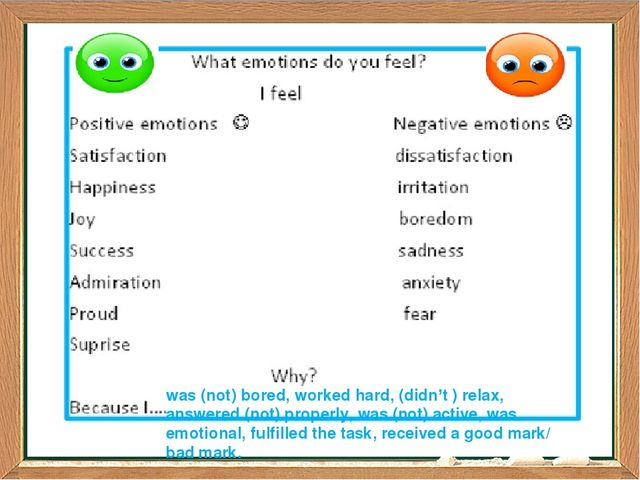 What emotions do you feel?
I feel
Positive emotions ☺ Negative emotions ☹
Satisfaction dissatisfaction
Happiness irritation
Joy boredom
Success sadness
Admiration anxiety
Proud fear
Suprise
Why?
Because I....
was (not) bored, worked hard, (didn't ) relax,
answered (not) properly, was (not) active, was
emotional, fulfilled the task, received a good mark/
bad mark.